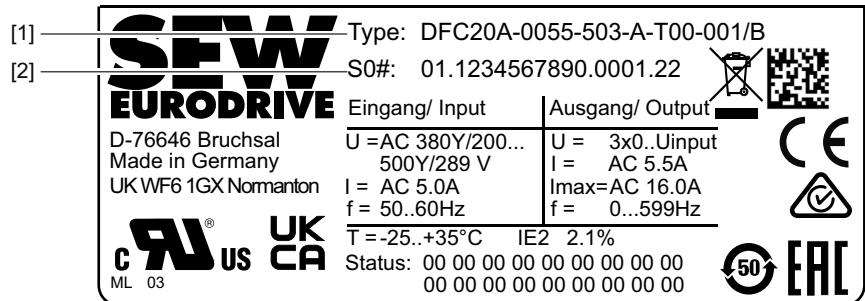 [1]
[2]
SEW
EURODRIVE
Type: DFC20A-0055-503-A-T00-001/B
S0#: 01.1234567890.0001.22
D-76646 Bruchsal
Made in Germany
UK WF6 1GX Normanton
Eingang/ Input
U =AC 380Y/200...
500Y/289 V
I = AC 5.0A
f = 50..60Hz
Ausgang/ Output
U = 3x0..Uinput
I = AC 5.5A
Imax=AC 16.0A
f = 0...599Hz
T =-25..+35°C IE2 2.1%
Status: 00 00 00 00 00 00 00 00 00
00 00 00 00 00 00 00 00 00
c RU ® US
ML 03
UK
CA
CE
50
EAC